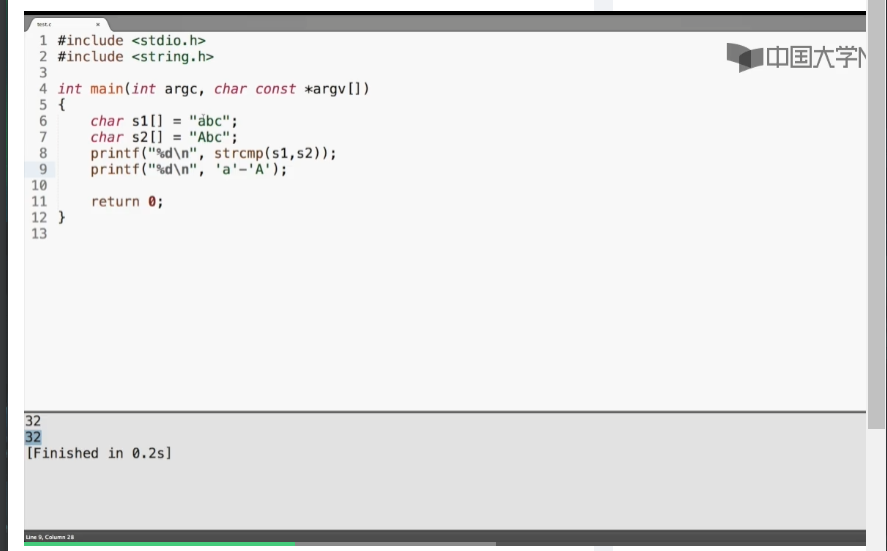 test.c ×
1 #include <stdio.h>
2 #include <string.h>
3
4 int main(int argc, char const *argv[])
5 {
6 char s1[] = "abc";
7 char s2[] = "Abc";
8 printf("%d\n", strcmp(s1,s2));
9 printf("%d\n", 'a'-'A');
10
11 return 0;
12 }
13
中国大学M
32
32
[Finished in 0.2s]
Line 9, Column 28